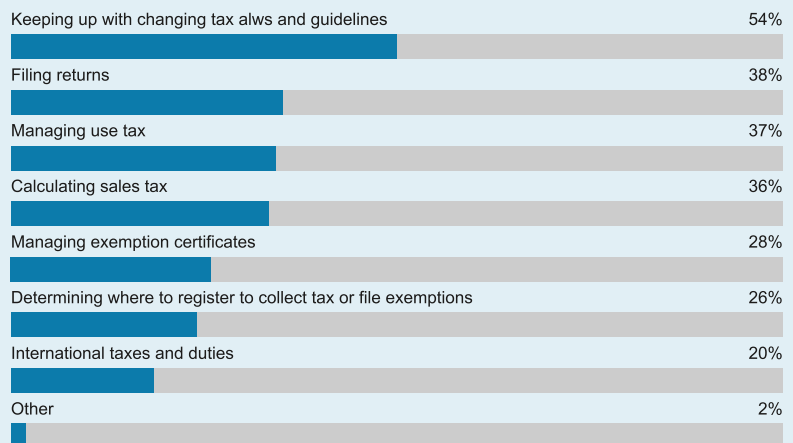 Keeping up with changing tax alws and guidelines 54%
Filing returns 38%
Managing use tax 37%
Calculating sales tax 36%
Managing exemption certificates 28%
Determining where to register to collect tax or file exemptions 26%
International taxes and duties 20%
Other 2%